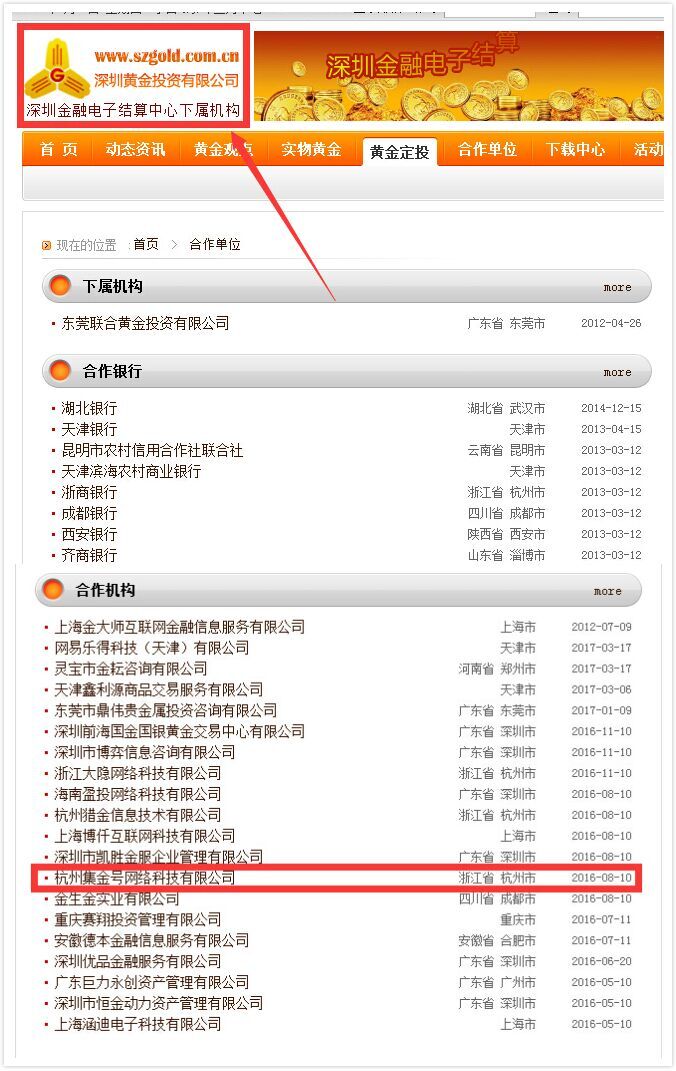 www.szgold.com.cn
深圳黄金投资有限公司
深圳金融电子结算中心下属机构
深圳金融电子结算
首 页 动态资讯 黄金观点 实物黄金 黄金定投 合作单位 下载中心 活动
现在的位置 : 首页 > 合作单位
下属机构 more
东莞联合黄金投资有限公司 广东省 东莞市 2012-04-26
合作银行 more
湖北银行 湖北省 武汉市 2014-12-15
天津银行 天津市 2013-04-15
昆明市农村信用合作社联合社 云南省 昆明市 2013-03-12
天津滨海农村商业银行 天津市 2013-03-12
浙商银行 浙江省 杭州市 2013-03-12
成都银行 四川省 成都市 2013-03-12
西安银行 陕西省 西安市 2013-03-12
齐商银行 山东省 淄博市 2013-03-12
合作机构 more
上海金大师互联网金融信息服务有限公司 上海市 2012-07-09
网易乐得科技（天津）有限公司 天津市 2017-03-17
灵宝市金耘咨询有限公司 河南省 郑州市 2017-03-17
天津鑫利源商品交易服务有限公司 天津市 2017-03-06
东莞市鼎伟贵金属投资咨询有限公司 广东省 东莞市 2017-01-09
深圳前海国金国银黄金交易中心有限公司 广东省 深圳市 2016-11-10
深圳市博弈信息咨询有限公司 广东省 深圳市 2016-11-10
浙江大隐网络科技有限公司 浙江省 杭州市 2016-11-10
海南盈投网络科技有限公司 广东省 深圳市 2016-08-10
杭州猎金信息技术有限公司 浙江省 杭州市 2016-08-10
上海博仟互联网科技有限公司 上海市 2016-08-10
深圳市凯胜金服企业管理有限公司 广东省 深圳市 2016-08-10
杭州集金号网络科技有限公司 浙江省 杭州市 2016-08-10
金生金实业有限公司 四川省 成都市 2016-08-10
重庆赛翔投资管理有限公司 重庆市 2016-07-11
安徽德本金融信息服务有限公司 安徽省 合肥市 2016-07-11
深圳优品金融服务有限公司 广东省 深圳市 2016-06-20
广东巨力永创资产管理有限公司 广东省 广州市 2016-05-10
深圳市恒金动力资产管理有限公司 广东省 深圳市 2016-05-10
上海涵迪电子科技有限公司 上海市 2016-05-10